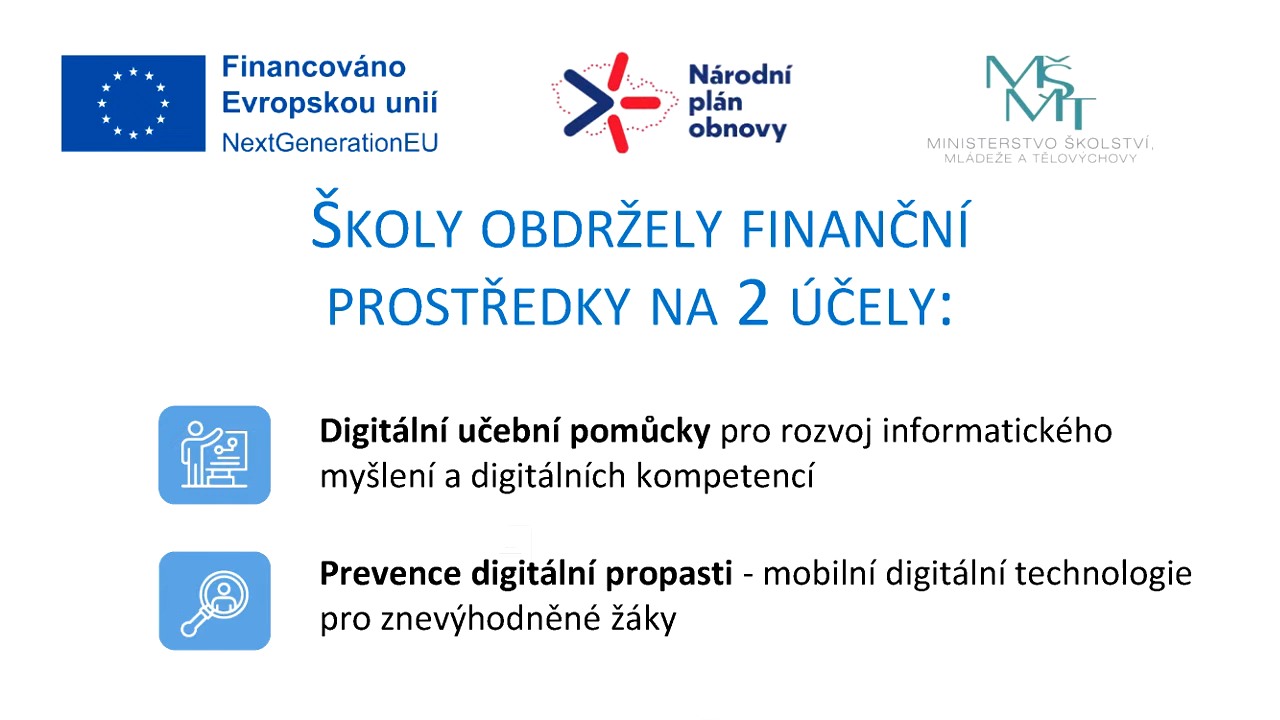 Financováno
Evropskou unií
NextGenerationEU
Národní
plán
obnovy
MŠMT
MINISTERSTVO ŠKOLSTVÍ,
MLÁDEŽE A TĚLOVÝCHOVY
ŠKOLY OBDRŽELY FINANČNÍ
PROSTŘEDKY NA 2 ÚČELY:
Digitální učební pomůcky pro rozvoj informatického
myšlení a digitálních kompetencí
Prevence digitální propasti - mobilní digitální technologie
pro znevýhodněné žáky